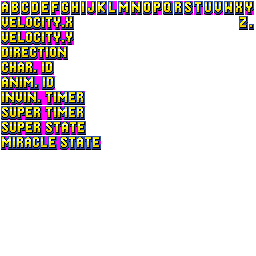 ABCDEFGHIJKLMNOPQRSTUVWXY
VELOCITY.X Z.
VELOCITY.Y
DIRECTION
CHAR. ID
ANIM. ID
INVIN. TIMER
SUPER TIMER
SUPER STATE
MIRACLE STATE